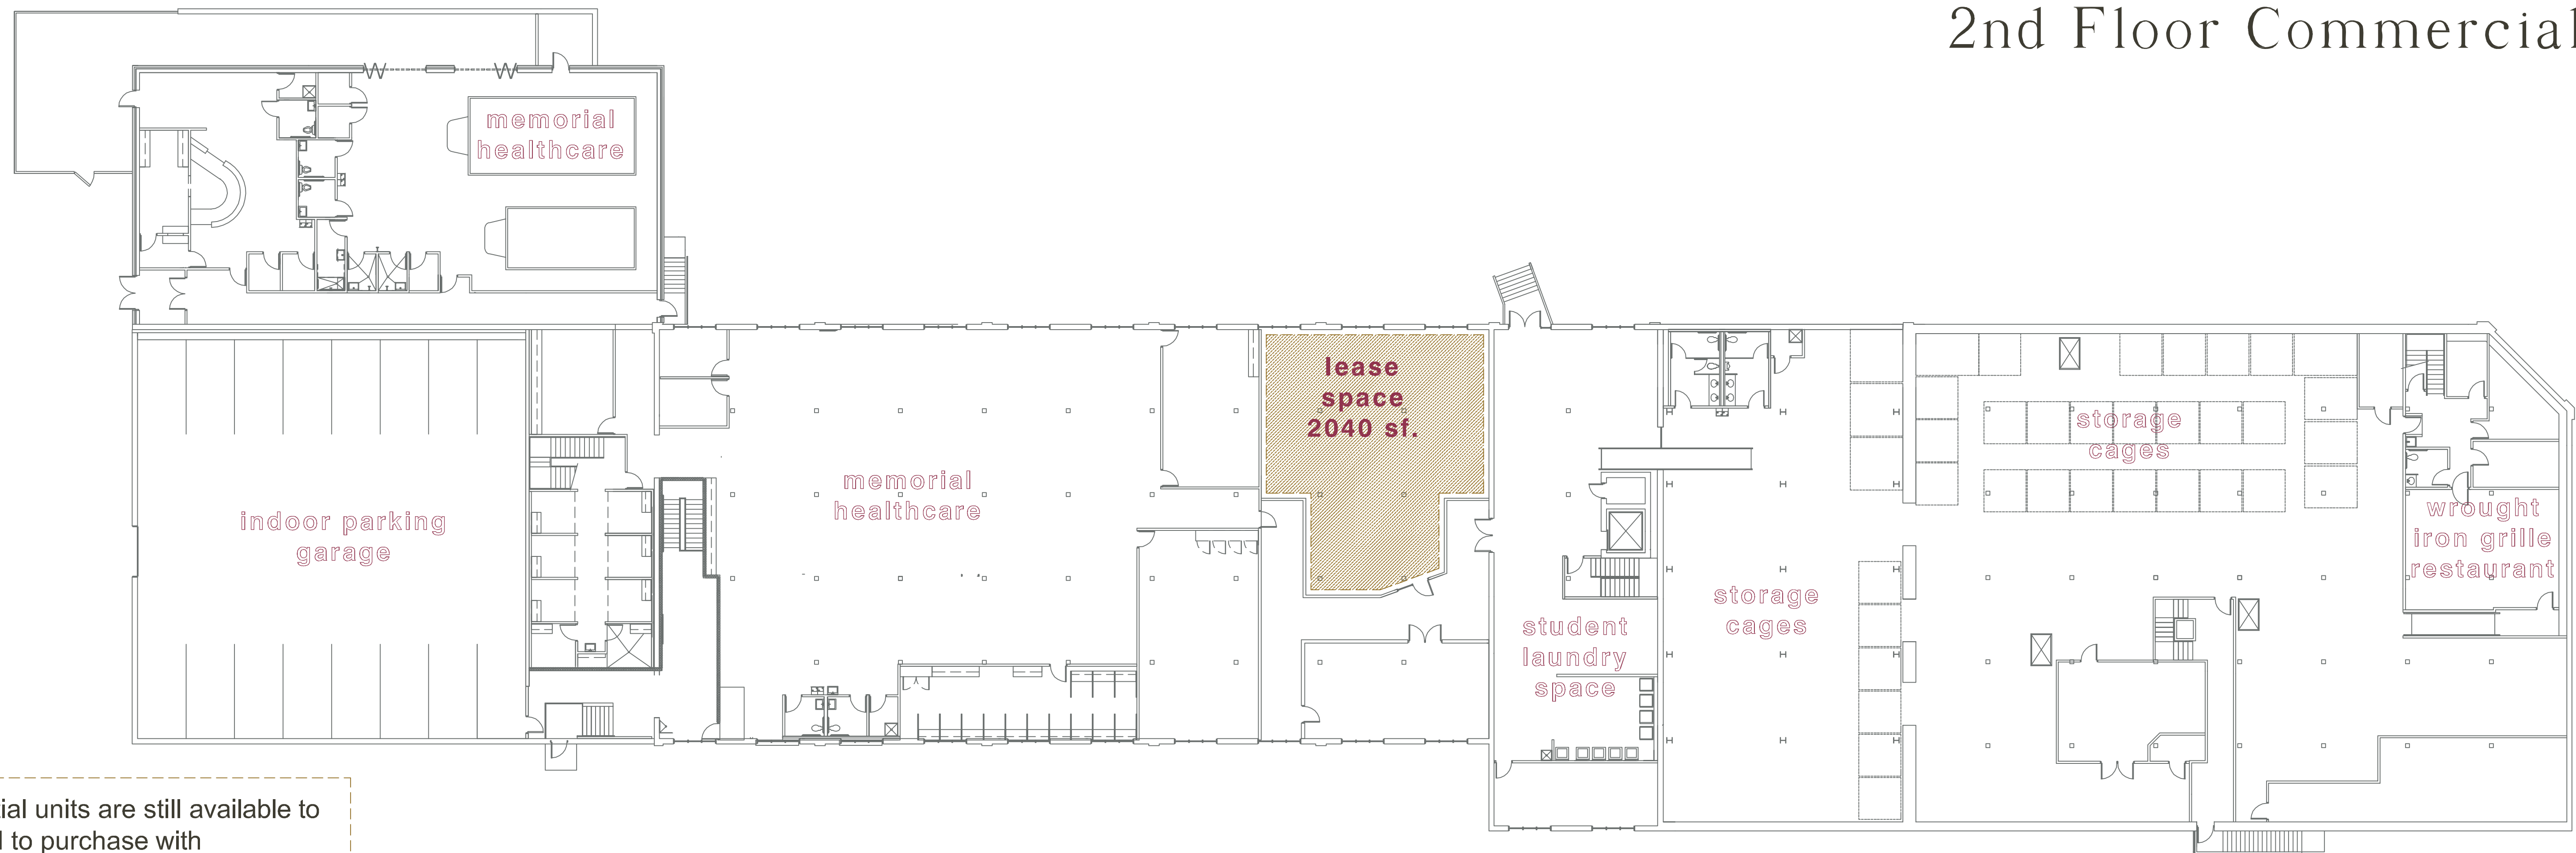 2nd Floor Commercial
memorial
healthcare
lease
space
2040 sf.
memorial
healthcare
indoor parking
garage
storage
cages
wrought
iron grille
restaurant
storage
cages
student
laundry
space
tial units are still available to
to purchase with